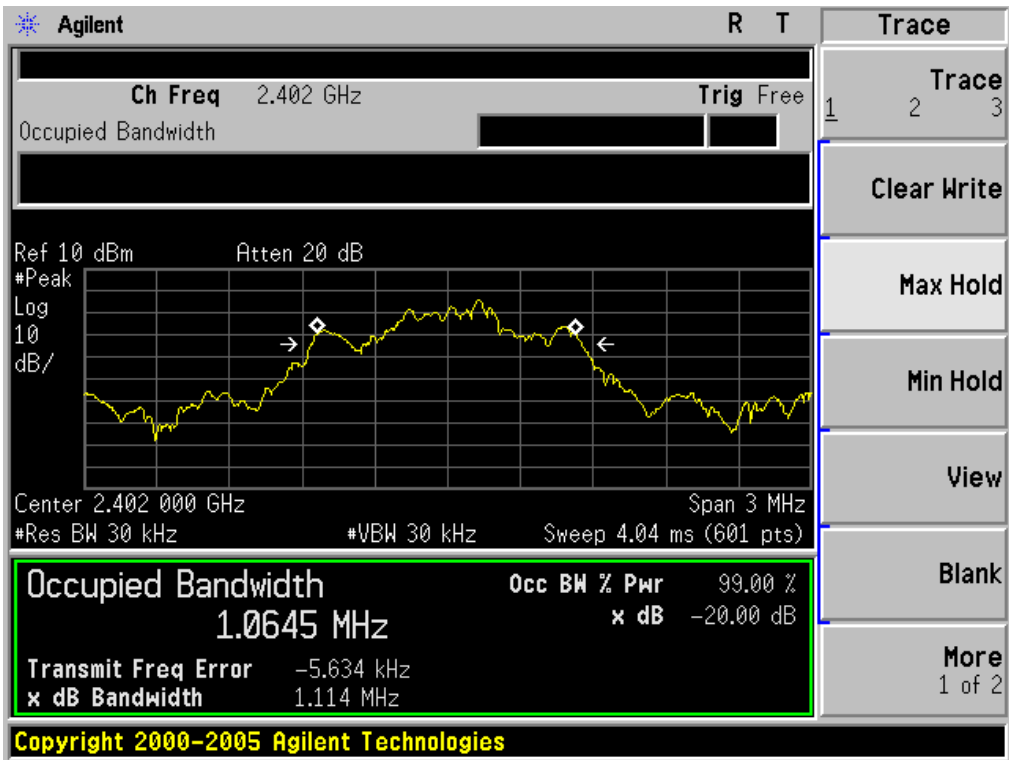 Agilent R T Trace
Ch Freq 2.402 GHz Trig Free
Occupied Bandwidth
Ref 10 dBm Atten 20 dB
#Peak
Log
10
dB/
Center 2.402 000 GHz Span 3 MHz
#Res BW 30 kHz #VBW 30 kHz Sweep 4.04 ms (601 pts)
Occupied Bandwidth Occ BW % Pwr 99.00 %
1.0645 MHz x dB -20.00 dB
Transmit Freq Error -5.634 kHz
x dB Bandwidth 1.114 MHz
Trace
1 2 3
Clear Write
Max Hold
Min Hold
View
Blank
More
1 of 2
Copyright 2000-2005 Agilent Technologies